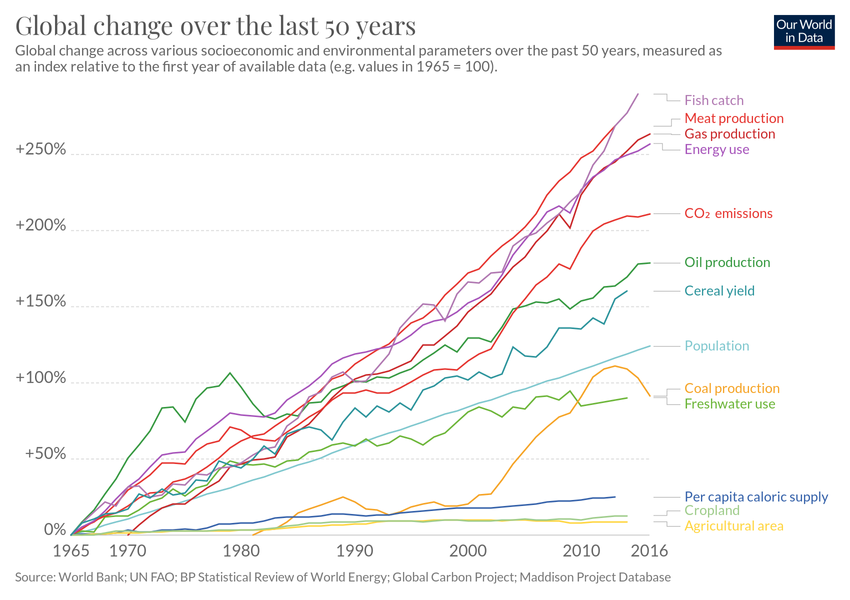 Global change over the last 50 years
Our World
in Data
Global change across various socioeconomic and environmental parameters over the past 50 years, measured as
an index relative to the first year of available data (e.g. values in 1965 = 100).
Fish catch
Meat production
Gas production
+250%
Energy use
+200%
CO₂ emissions
Oil production
+150%
Cereal yield
Population
+100%
Coal production
Freshwater use
+50%
Per capita caloric supply
Cropland
0%
Agricultural area
1965 1970 1980 1990 2000 2010 2016
Source: World Bank; UN FAO; BP Statistical Review of World Energy; Global Carbon Project; Maddison Project Database